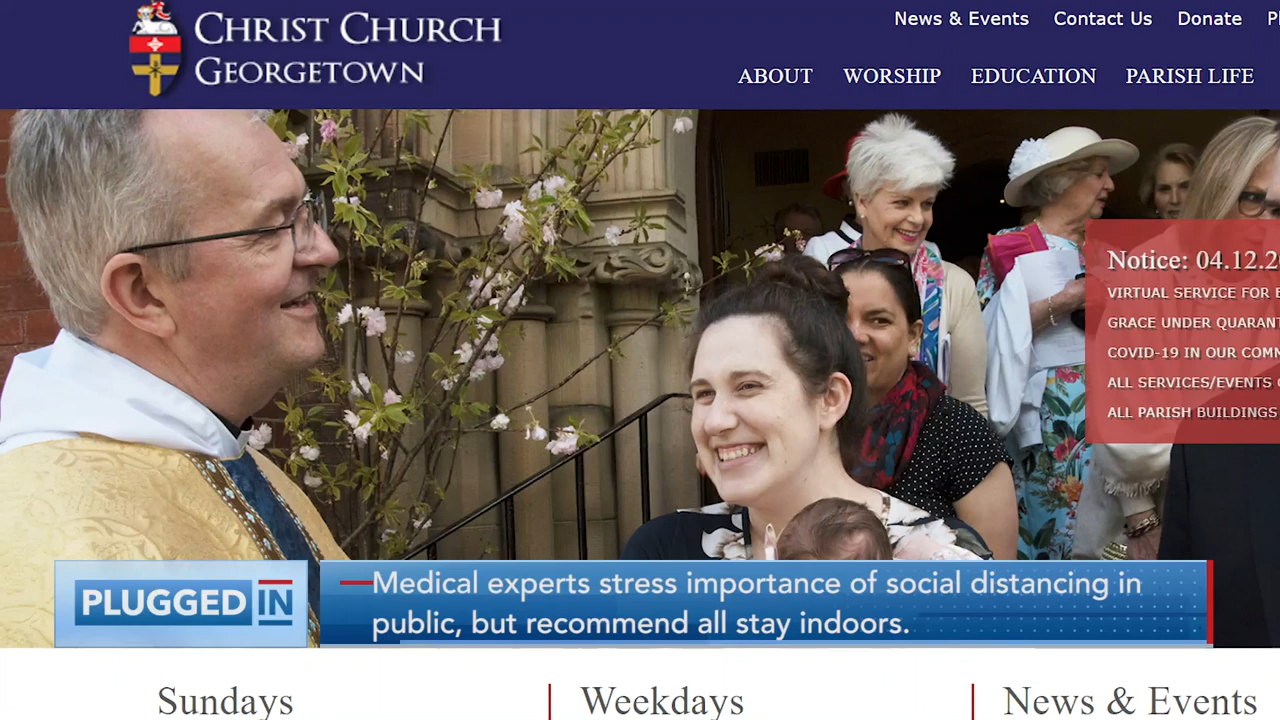 CHRIST CHURCH
GEORGETOWN
News & Events Contact Us Donate
ABOUT WORSHIP EDUCATION PARISH LIFE
Notice: 04.12.2
VIRTUAL SERVICE FOR
GRACE UNDER
COVID-19 IN OUR
ALL SERVICES/EVENTS
ALL PARISH BUILDINGS
PLUGGED IN
Medical experts stress importance of social distancing in
public, but recommend all stay indoors.
Sundays Weekdays News & Events